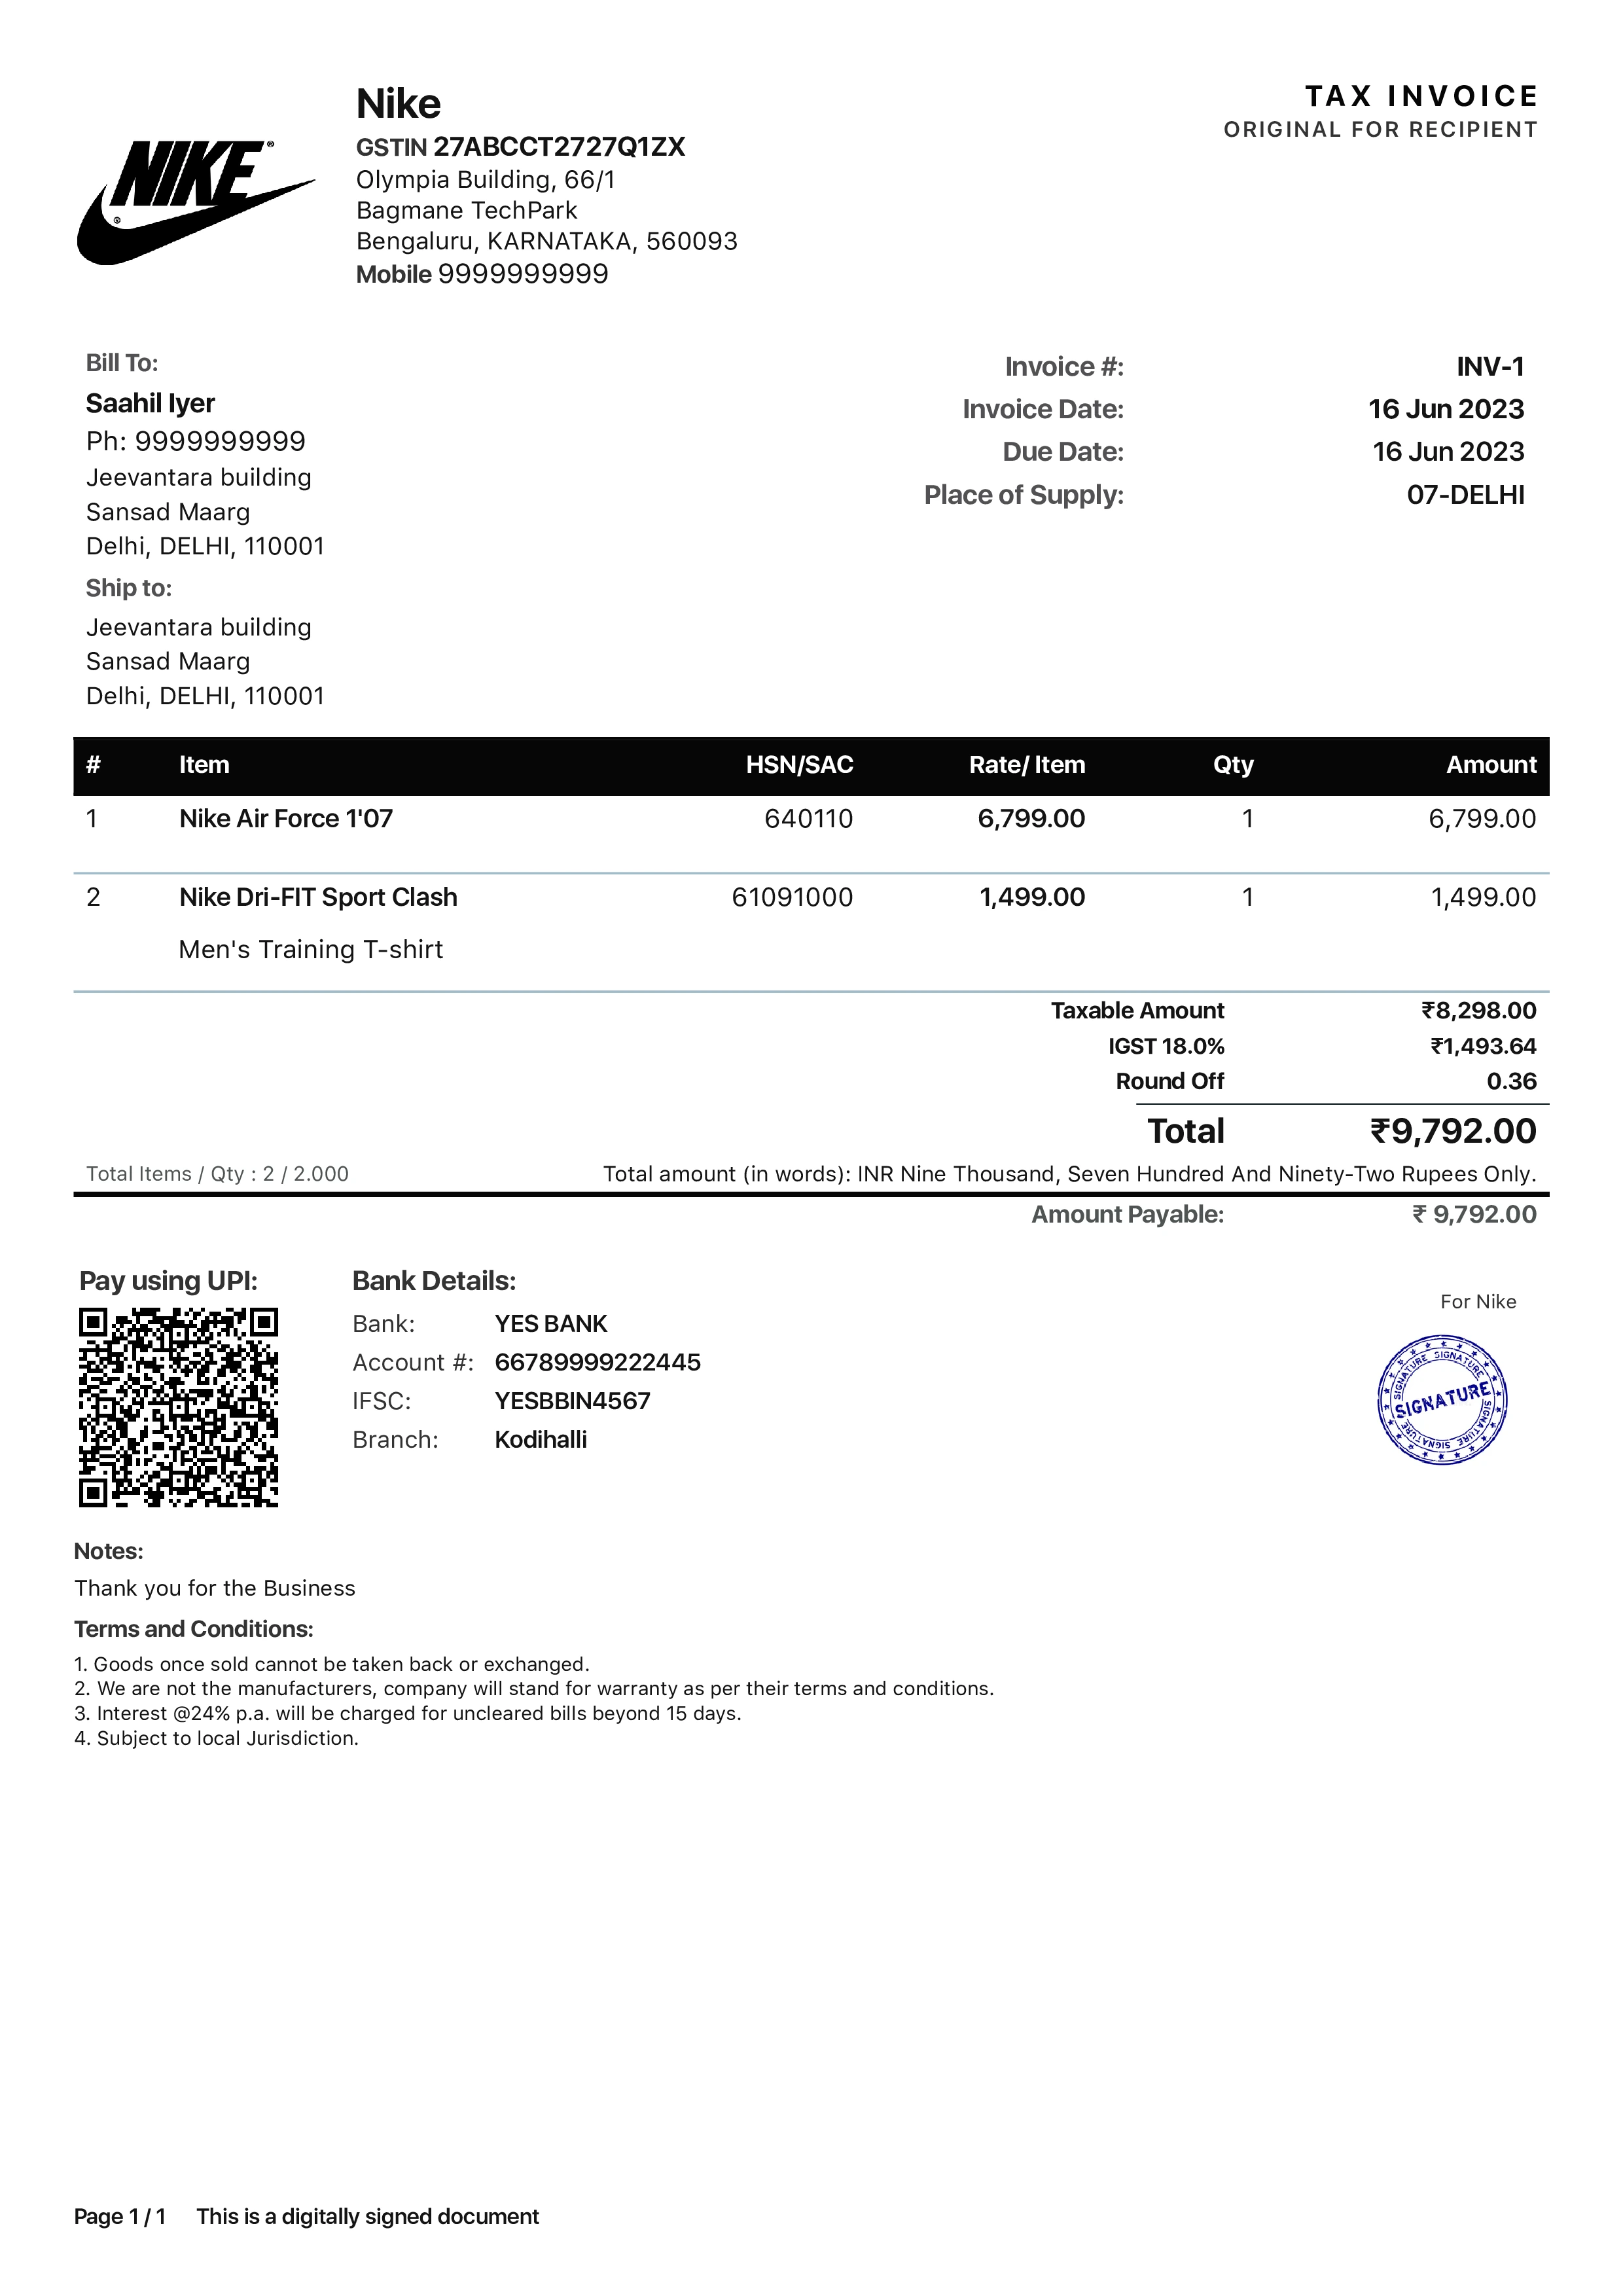 NIKE
Nike
GSTIN 27ABCCT2727Q1ZX
Olympia Building, 66/1
Bagmane TechPark
Bengaluru, KARNATAKA, 560093
Mobile 9999999999
TAX INVOICE
ORIGINAL FOR RECIPIENT
Bill To:
Saahil Iyer
Ph: 9999999999
Jeevantara building
Sansad Maarg
Delhi, DELHI, 110001
Ship to:
Jeevantara building
Sansad Maarg
Delhi, DELHI, 110001
Invoice #: INV-1
Invoice Date: 16 Jun 2023
Due Date: 16 Jun 2023
Place of Supply: 07-DELHI
# Item HSN/SAC Rate/ Item Qty Amount
1 Nike Air Force 1'07 640110 6,799.00 1 6,799.00
2 Nike Dri-FIT Sport Clash 61091000 1,499.00 1 1,499.00
Men's Training T-shirt
Taxable Amount ₹8,298.00
IGST 18.0% ₹1,493.64
Round Off 0.36
Total ₹9,792.00
Total Items / Qty : 2 / 2.000 Total amount (in words): INR Nine Thousand, Seven Hundred And Ninety-Two Rupees Only.
Amount Payable: ₹ 9,792.00
Pay using UPI:
Bank Details:
Bank: YES BANK
Account #: 66789999222445
IFSC: YESBBIN4567
Branch: Kodihalli
For Nike
SIGNATURE SIGNATURE SIGNATURE SIGNATURE
SIGNATURE
Notes:
Thank you for the Business
Terms and Conditions:
1. Goods once sold cannot be taken back or exchanged.
2. We are not the manufacturers, company will stand for warranty as per their terms and conditions.
3. Interest @24% p.a. will be charged for uncleared bills beyond 15 days.
4. Subject to local Jurisdiction.
Page 1 / 1 This is a digitally signed document